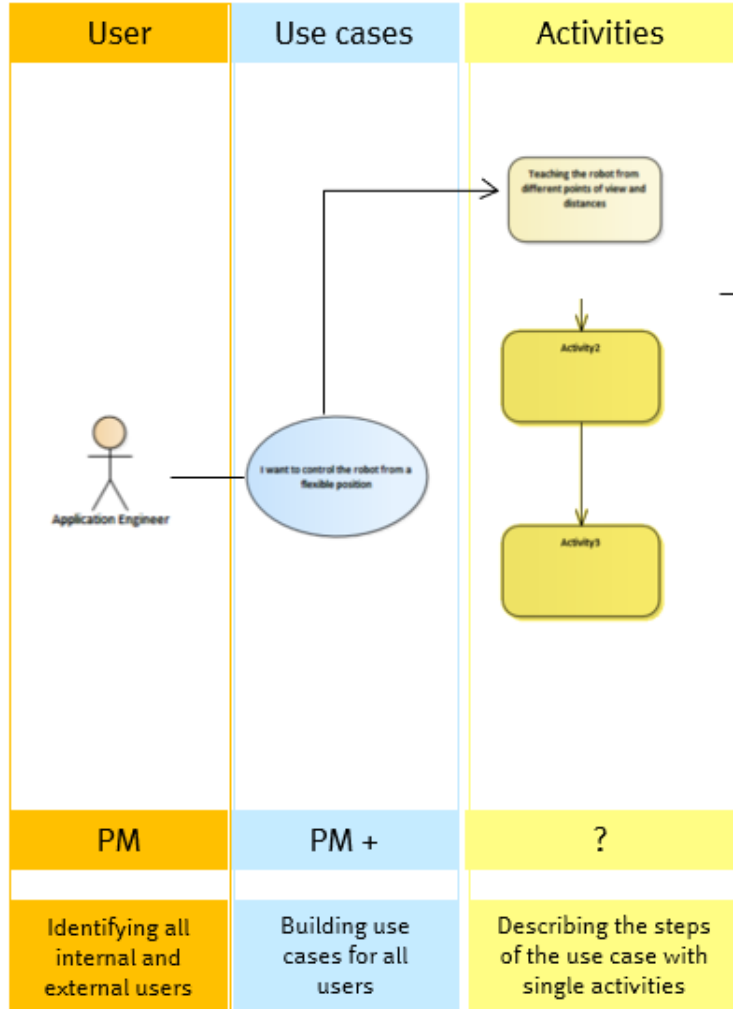 User
Use cases
Activities
Teaching the robot from
different points of view and
distances
Activity2
I want to control the robot from a
flexible position
Application Engineer
Activity3
PM
PM +
?
Identifying all
internal and
external users
Building use
cases for all
users
Describing the steps
of the use case with
single activities